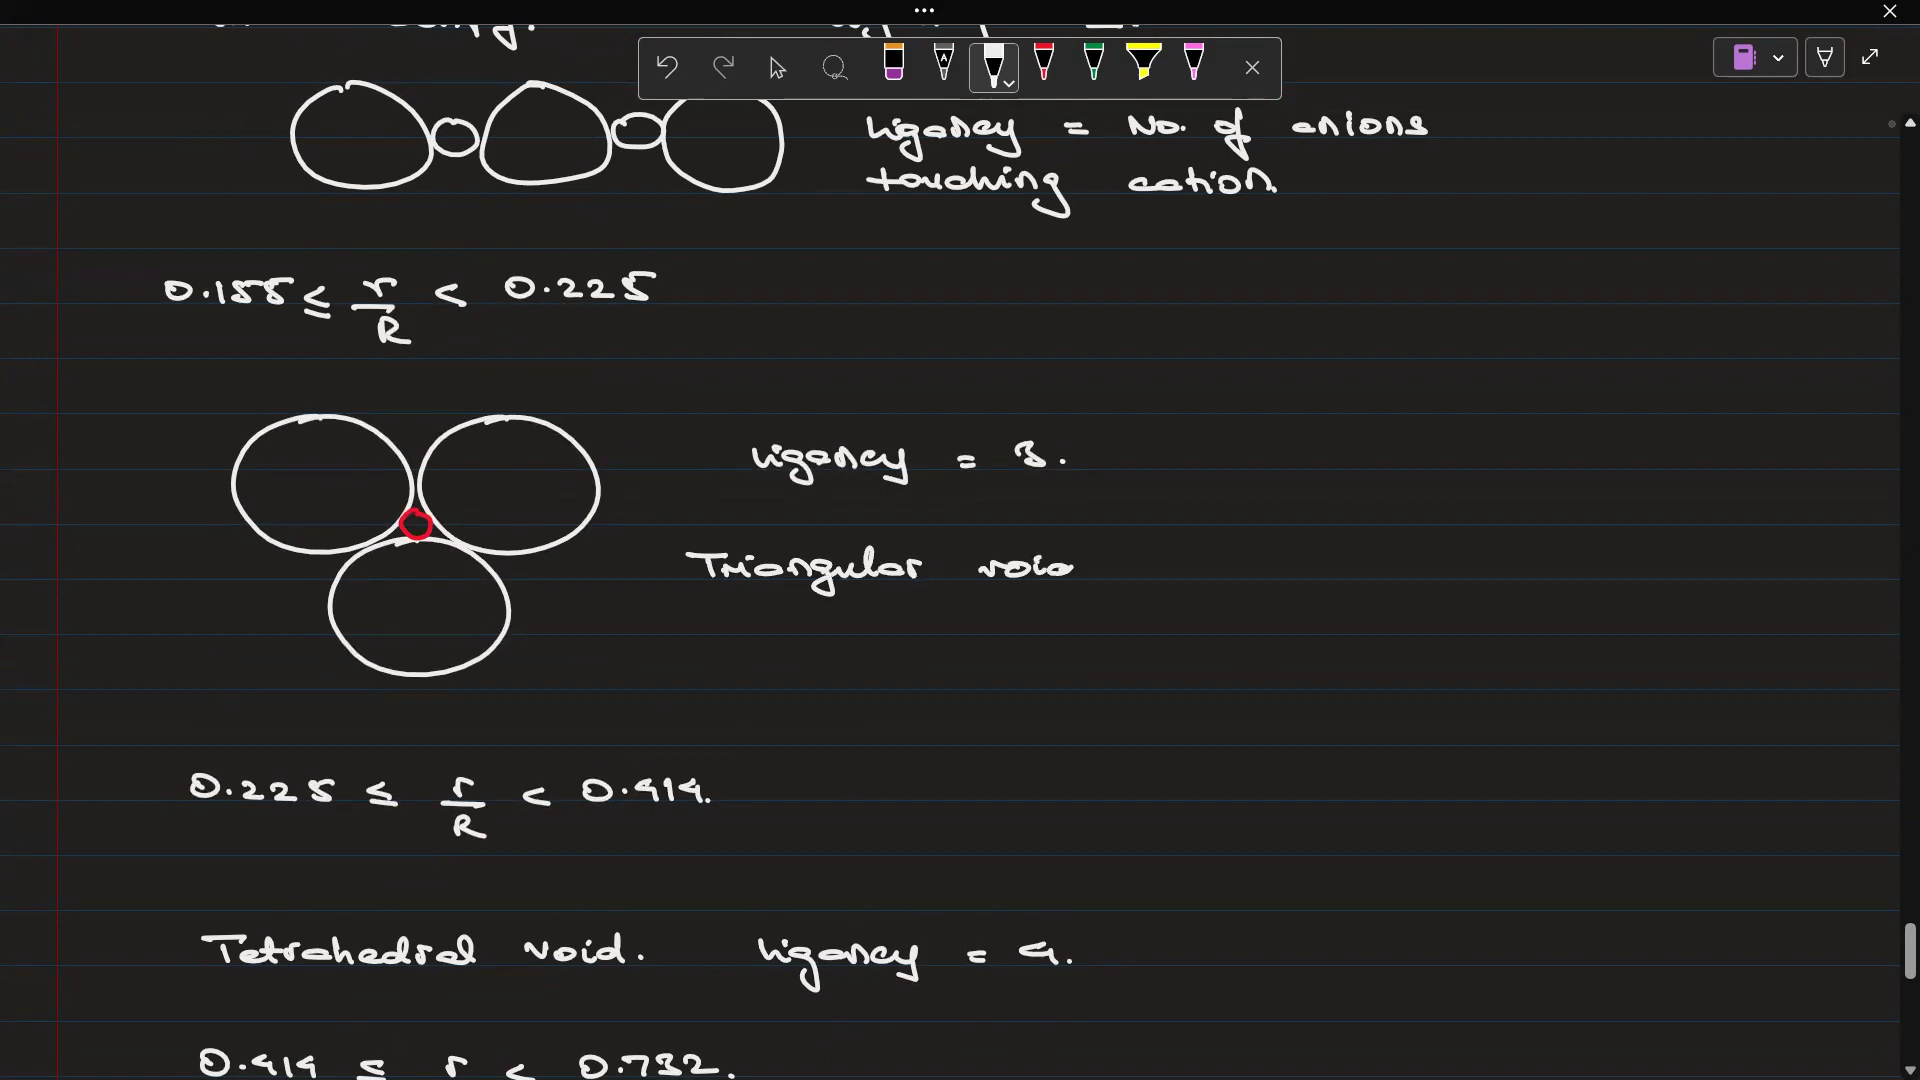 Ligancy = No. of anions
touching cation.
0.155 ≤ r/R < 0.225
Ligancy = 3.
Triangular void
0.225 ≤ r/R < 0.414.
Tetrahedral void. Ligancy = 4.
0.414 ≤ r < 0.732.